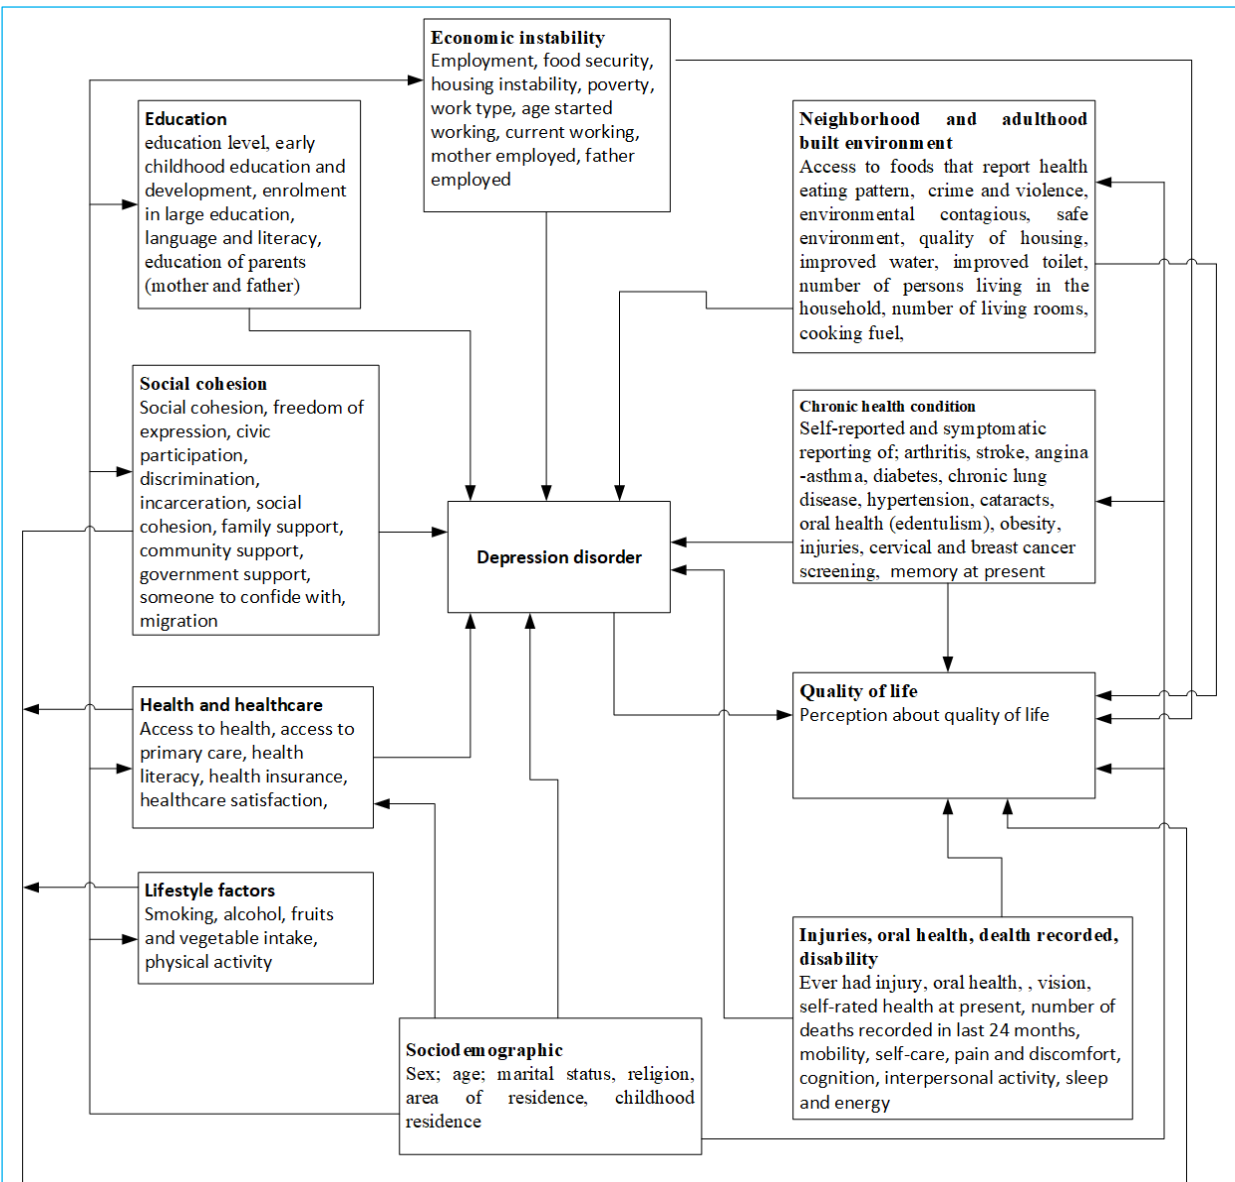 Economic instability
Employment, food security,
housing instability, poverty,
work type, age started
working, current working,
mother employed, father
employed
Education
education level, early
childhood education and
development, enrolment
in large education,
language and literacy,
education of parents
(mother and father)
Neighborhood and adulthood
built environment
Access to foods that report health
eating pattern, crime and violence,
environmental contagious, safe
environment, quality of housing,
improved water, improved toilet,
number of persons living in the
household, number of living rooms,
cooking fuel,
Social cohesion
Social cohesion, freedom of
expression, civic
participation,
discrimination,
incarceration, social
cohesion, family support,
community support,
government support,
someone to confide with,
migration
Chronic health condition
Self-reported and symptomatic
reporting of; arthritis, stroke, angina
-asthma, diabetes, chronic lung
disease, hypertension, cataracts,
oral health (edentulism), obesity,
injuries, cervical and breast cancer
screening, memory at present
Depression disorder
Health and healthcare
Access to health, access to
primary care, health
literacy, health insurance,
healthcare satisfaction,
Quality of life
Perception about quality of life
Lifestyle factors
Smoking, alcohol, fruits
and vegetable intake,
physical activity
Injuries, oral health, dealth recorded,
disability
Ever had injury, oral health, , vision,
self-rated health at present, number of
deaths recorded in last 24 months,
mobility, self-care, pain and discomfort,
cognition, interpersonal activity, sleep
and energy
Sociodemographic
Sex; age; marital status, religion,
area of residence, childhood
residence